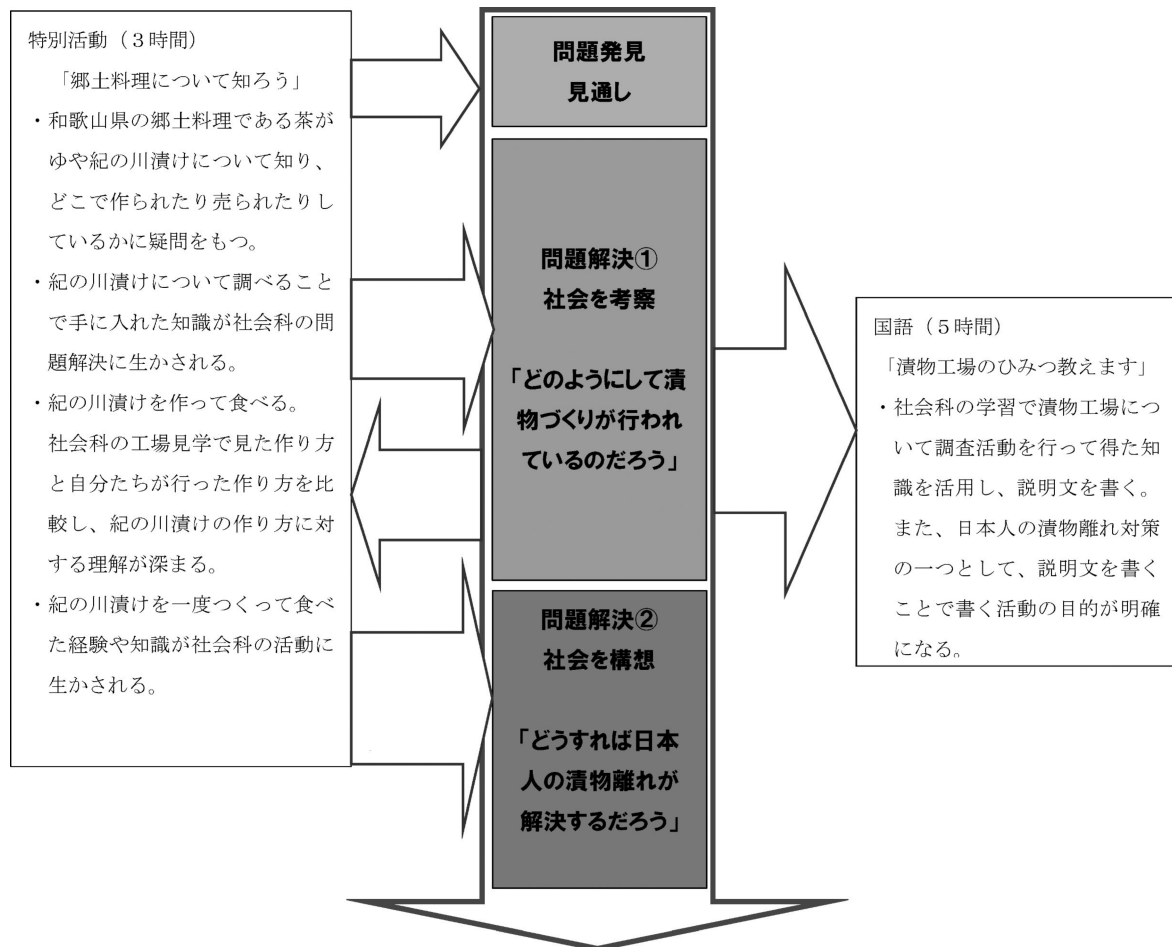 特別活動（３時間）
「郷土料理について知ろう」
・和歌山県の郷土料理である茶が
ゆや紀の川漬けについて知り、
どこで作られたり売られたりし
ているかに疑問をもつ。
・紀の川漬けについて調べること
で手に入れた知識が社会科の問
題解決に生かされる。
・紀の川漬けを作って食べる。
社会科の工場見学で見た作り方
と自分たちが行った作り方を比
較し、紀の川漬けの作り方に対
する理解が深まる。
・紀の川漬けを一度つくって食べ
た経験や知識が社会科の活動に
生かされる。
問題発見
見通し
問題解決①
社会を考察
「どのようにして漬
物づくりが行われ
ているのだろう」
問題解決②
社会を構想
「どうすれば日本
人の漬物離れが
解決するだろう」
国語（５時間）
「漬物工場のひみつ教えます」
・社会科の学習で漬物工場につ
いて調査活動を行って得た知
識を活用し、説明文を書く。
また、日本人の漬物離れ対策
の一つとして、説明文を書く
ことで書く活動の目的が明確
になる。